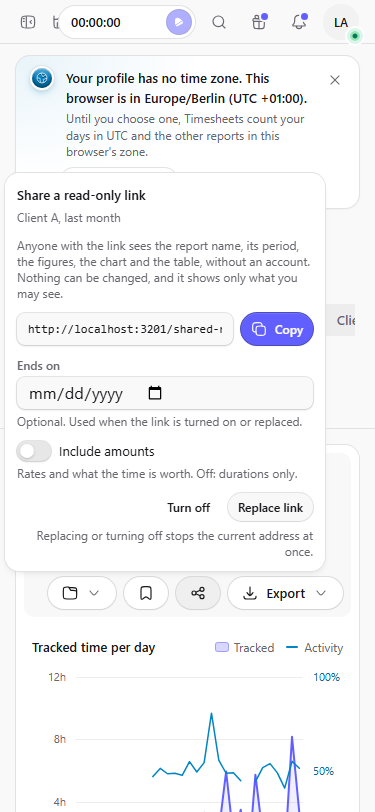 00:00:00
LA
Your profile has no time zone. This
browser is in Europe/Berlin (UTC +01:00).
Until you choose one, Timesheets count your
days in UTC and the other reports in this
browser's zone.
Share a read-only link
Client A, last month
Anyone with the link sees the report name, its period,
the figures, the chart and the table, without an account.
Nothing can be changed, and it shows only what you
may see.
http://localhost:3201/shared-r
Copy
Ends on
mm/dd/yyyy
Optional. Used when the link is turned on or replaced.
Include amounts
Rates and what the time is worth. Off: durations only.
Turn off
Replace link
Replacing or turning off stops the current address at
once.
Export
Tracked time per day
Tracked
Activity
12h
100%
8h
50%
4h